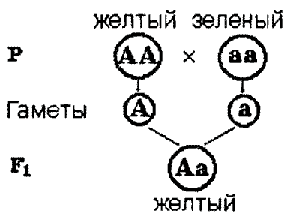 желтый зеленый
P AA × aa
Гаметы A a
F₁ Aa
желтый